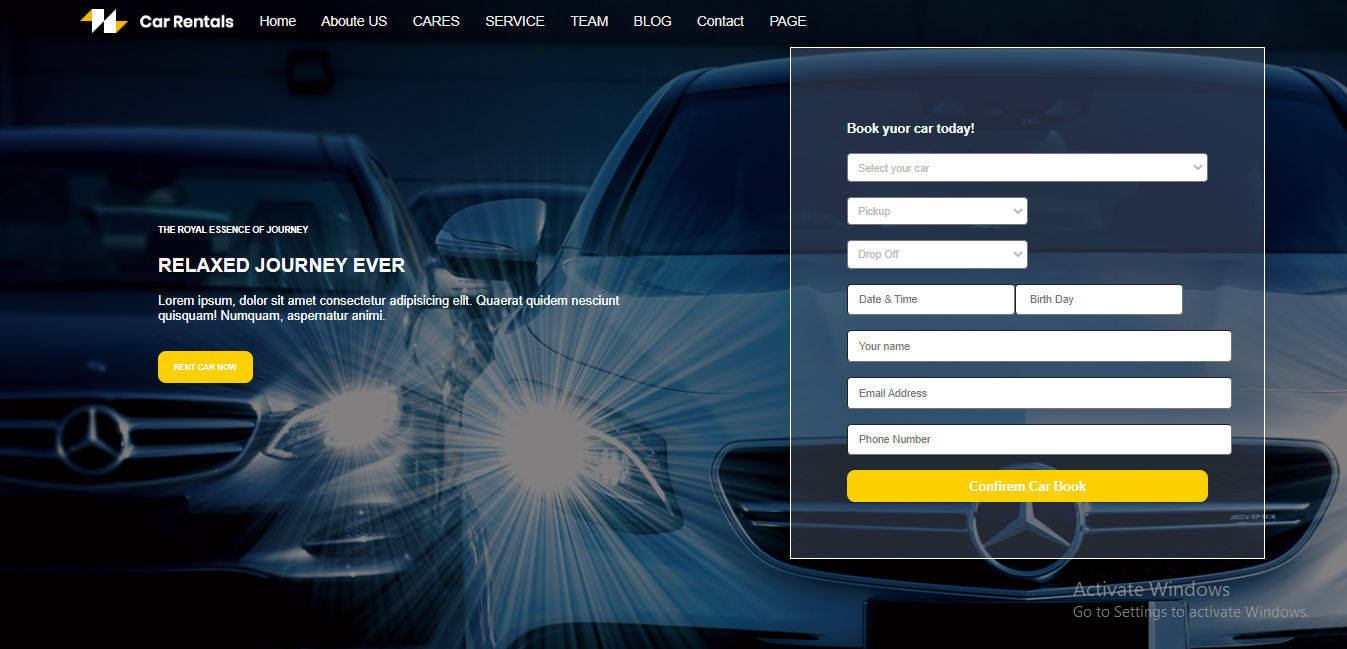 Car Rentals Home Aboute US CARES SERVICE TEAM BLOG Contact PAGE
THE ROYAL ESSENCE OF JOURNEY
RELAXED JOURNEY EVER
Lorem ipsum, dolor sit amet consectetur adipisicing elit. Quaerat quidem nesciunt
quisquam! Numquam, aspernatur animi.
RENT CAR NOW
Book yuor car today!
Select your car
Pickup
Drop Off
Date & Time Birth Day
Your name
Email Address
Phone Number
Confirem Car Book
Activate Windows
Go to Settings to activate Windows.